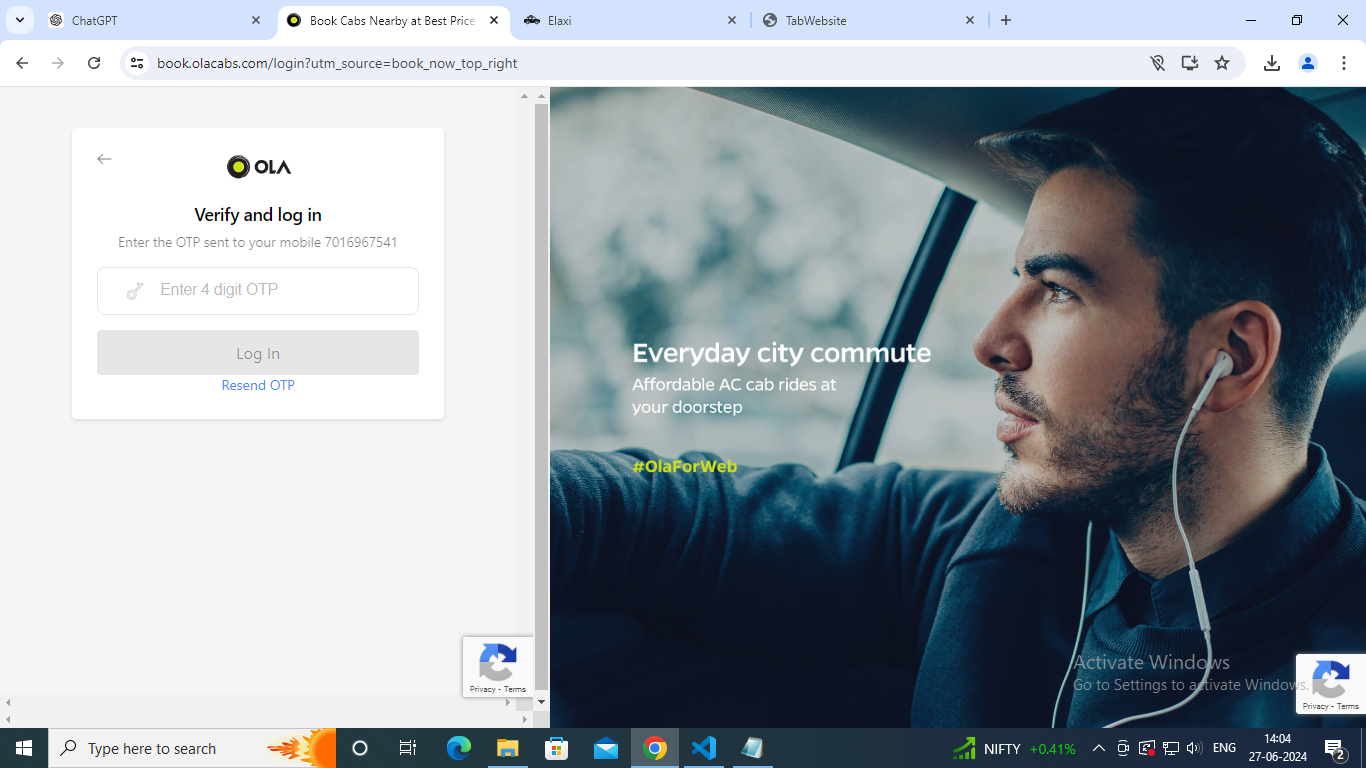 ChatGPT
Book Cabs Nearby at Best Price
Elaxi
TabWebsite
book.olacabs.com/login?utm_source=book_now_top_right
OLA
Verify and log in
Enter the OTP sent to your mobile 7016967541
Enter 4 digit OTP
Log In
Resend OTP
Privacy - Terms
Everyday city commute
Affordable AC cab rides at
your doorstep
#OlaForWeb
Activate Windows
Go to Settings to activate Windows.
Privacy - Terms
Type here to search
NIFTY +0.41%
ENG
14:04
27-06-2024
2